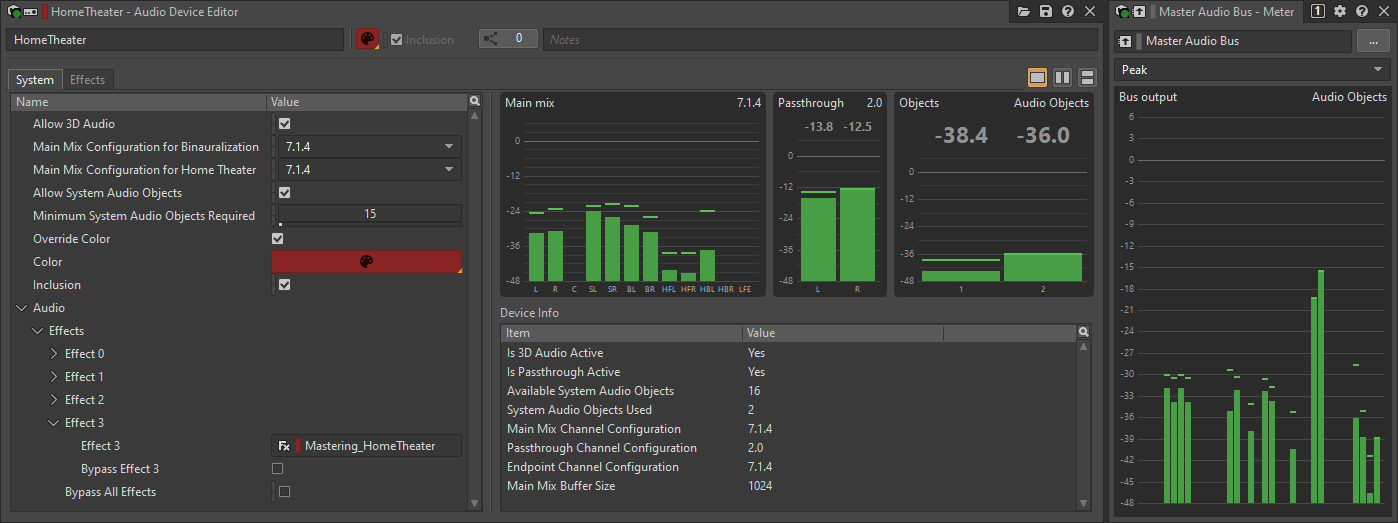 HomeTheater - Audio Device Editor
HomeTheater
Inclusion
0
Notes
System Effects
Name Value
Allow 3D Audio
Main Mix Configuration for Binauralization 7.1.4
Main Mix Configuration for Home Theater 7.1.4
Allow System Audio Objects
Minimum System Audio Objects Required 15
Override Color
Color
Inclusion
Audio
Effects
Effect 0
Effect 1
Effect 2
Effect 3
Effect 3 Fx Mastering_HomeTheater
Bypass Effect 3
Bypass All Effects
Main mix 7.1.4
0
-12
-24
-36
-48
L R C SL SR BL BR HFL HFR HBL HBR LFE
Passthrough 2.0
-13.8 -12.5
0
-12
-24
-36
-48
L R
Objects Audio Objects
-38.4 -36.0
0
-12
-24
-36
-48
1 2
Device Info
Item Value
Is 3D Audio Active Yes
Is Passthrough Active Yes
Available System Audio Objects 16
System Audio Objects Used 2
Main Mix Channel Configuration 7.1.4
Passthrough Channel Configuration 2.0
Endpoint Channel Configuration 7.1.4
Main Mix Buffer Size 1024
Master Audio Bus - Meter
1
Master Audio Bus
...
Peak
Bus output Audio Objects
6
3
0
-3
-6
-9
-12
-15
-18
-21
-24
-27
-30
-33
-36
-39
-42
-45
-48